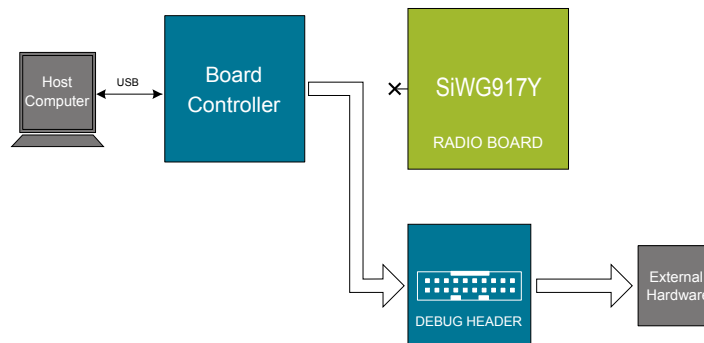 Host
Computer
USB
Board
Controller
SiWG917Y
RADIO BOARD
DEBUG HEADER
External
Hardware